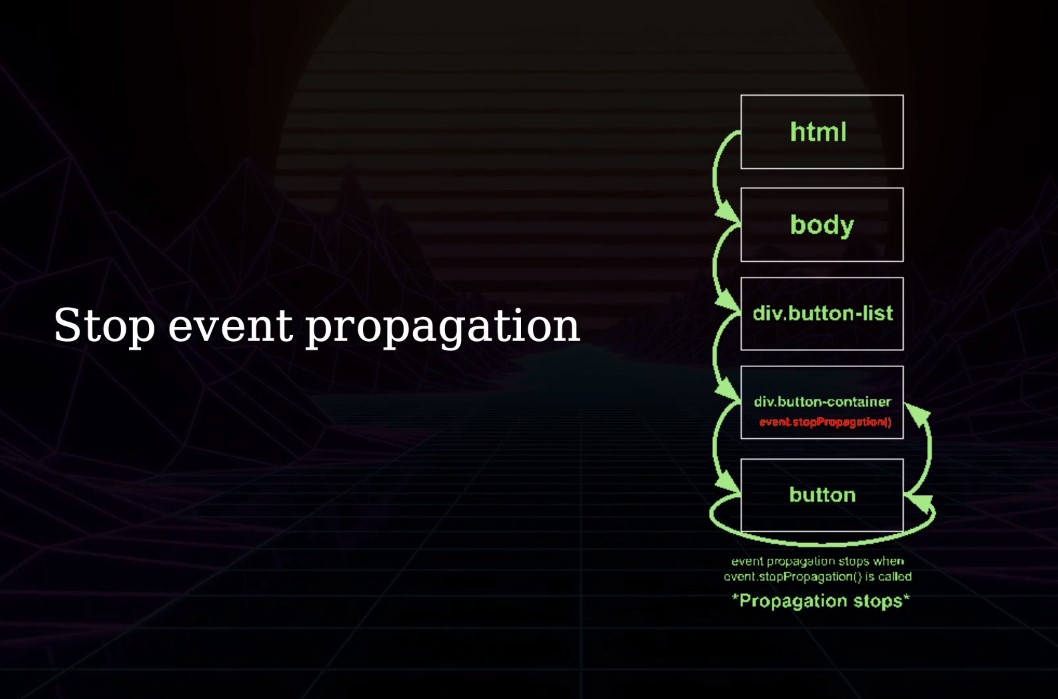 Stop event propagation
html
body
div.button-list
div.button-container
event.stopPropagation()
button
event propagation stops when
event.stopPropagation() is called
*Propagation stops*